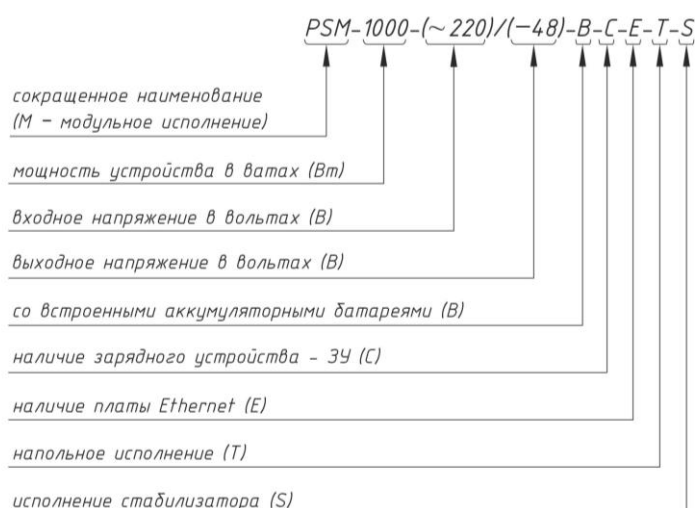 PSM-1000-(~220)/(-48)-B-C-E-T-S
сокращенное наименование
(М - модульное исполнение)
мощность устройства в ватах (Вт)
входное напряжение в вольтах (В)
выходное напряжение в вольтах (В)
со встроенными аккумуляторными батареями (B)
наличие зарядного устройства - ЗУ (C)
наличие платы Ethernet (E)
напольное исполнение (T)
исполнение стабилизатора (S)